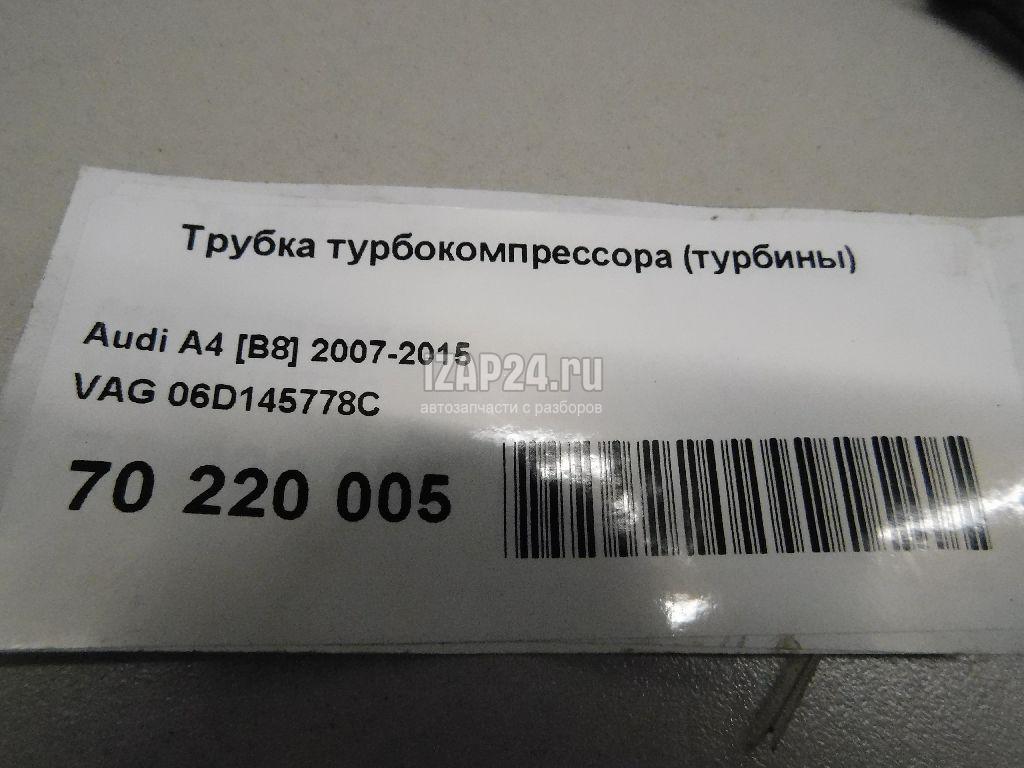 Трубка турбокомпрессора (турбины)
Audi A4 [B8] 2007-2015
VAG 06D145778C
70 220 005
IZAP24.ru
автозапчасти с разборов